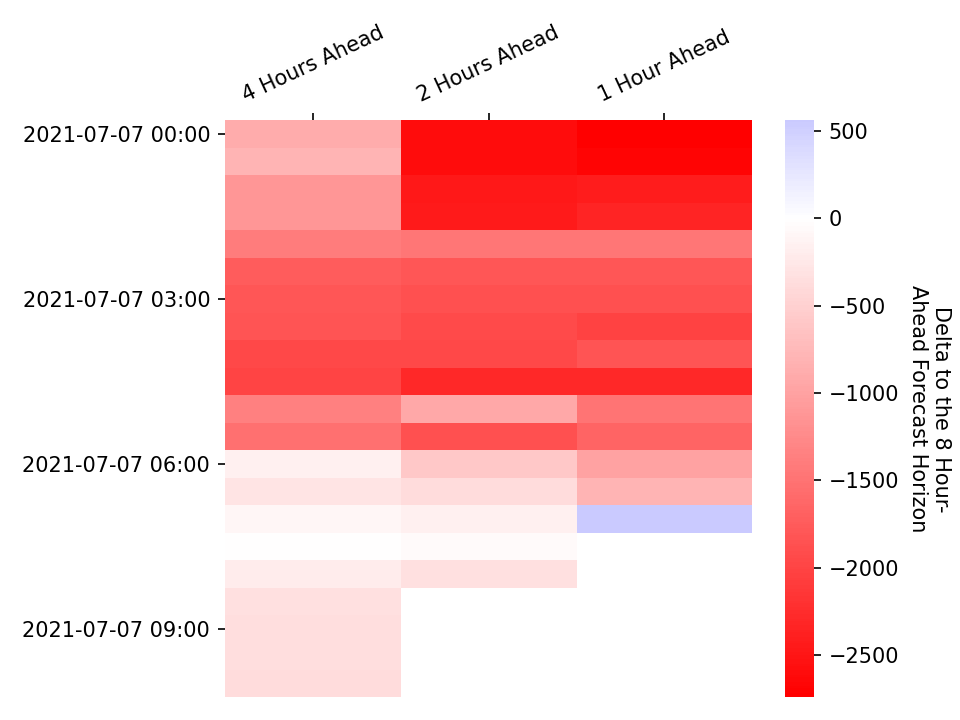 4 Hours Ahead
2 Hours Ahead
1 Hour Ahead
2021-07-07 00:00
2021-07-07 03:00
2021-07-07 06:00
2021-07-07 09:00
500
0
−500
−1000
−1500
−2000
−2500
Delta to the 8 Hour-
Ahead Forecast Horizon